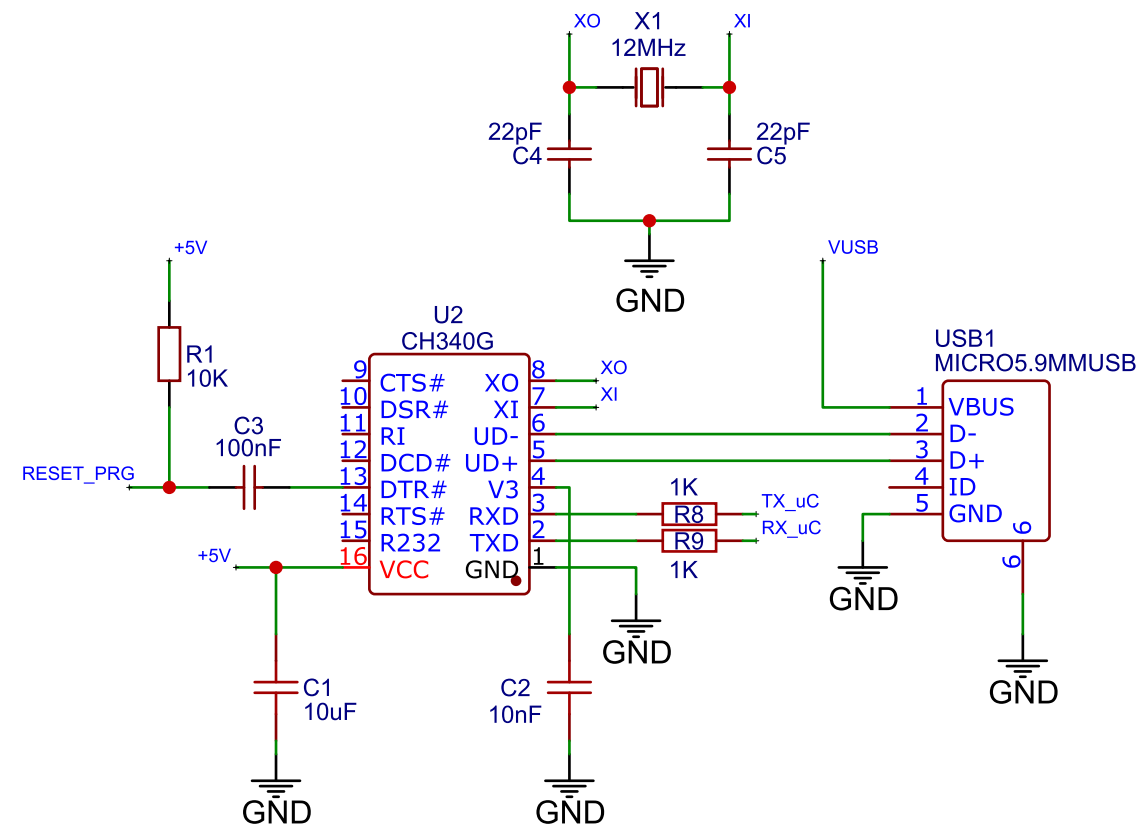 XO
X1
XI
12MHz
22pF
C4
22pF
C5
GND
+5V
VUSB
R1
10K
U2
CH340G
USB1
MICRO5.9MMUSB
C3
100nF
RESET_PRG
9 CTS#
10 DSR#
11 RI
12 DCD#
13 DTR#
14 RTS#
15 R232
16 VCC
XO 8
XI 7
UD- 6
UD+ 5
V3 4
RXD 3
TXD 2
GND 1
XO
XI
1 VBUS
2 D-
3 D+
4 ID
5 GND
6
6
1K
R8
TX_uC
R9
RX_uC
1K
+5V
GND
GND
GND
C1
10uF
C2
10nF
GND
GND